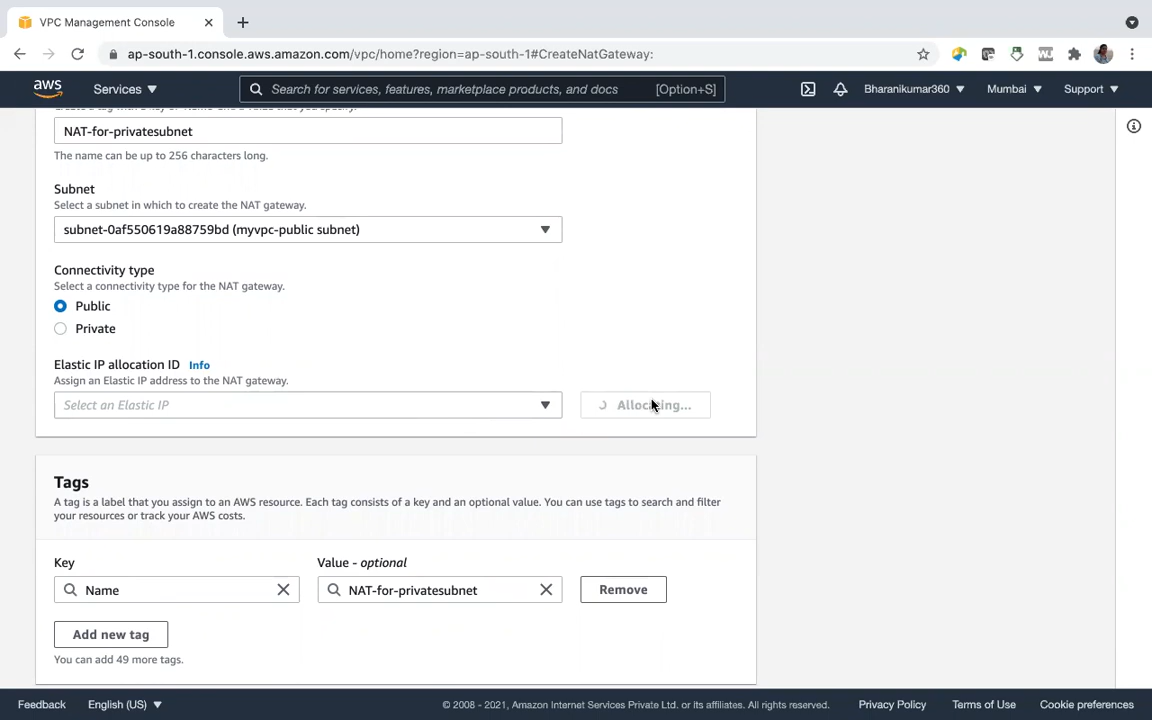 VPC Management Console
ap-south-1.console.aws.amazon.com/vpc/home?region=ap-south-1#CreateNatGateway:
aws
Services
Search for services, features, marketplace products, and docs
[Option+S]
Bharanikumar360
Mumbai
Support
NAT-for-privatesubnet
The name can be up to 256 characters long.
Subnet
Select a subnet in which to create the NAT gateway.
subnet-0af550619a88759bd (myvpc-public subnet)
Connectivity type
Select a connectivity type for the NAT gateway.
Public
Private
Elastic IP allocation ID Info
Assign an Elastic IP address to the NAT gateway.
Select an Elastic IP
Allocating...
Tags
A tag is a label that you assign to an AWS resource. Each tag consists of a key and an optional value. You can use tags to search and filter
your resources or track your AWS costs.
Key
Value - optional
Name
NAT-for-privatesubnet
Remove
Add new tag
You can add 49 more tags.
Feedback
English (US)
© 2008 - 2021, Amazon Internet Services Private Ltd. or its affiliates. All rights reserved.
Privacy Policy
Terms of Use
Cookie preferences